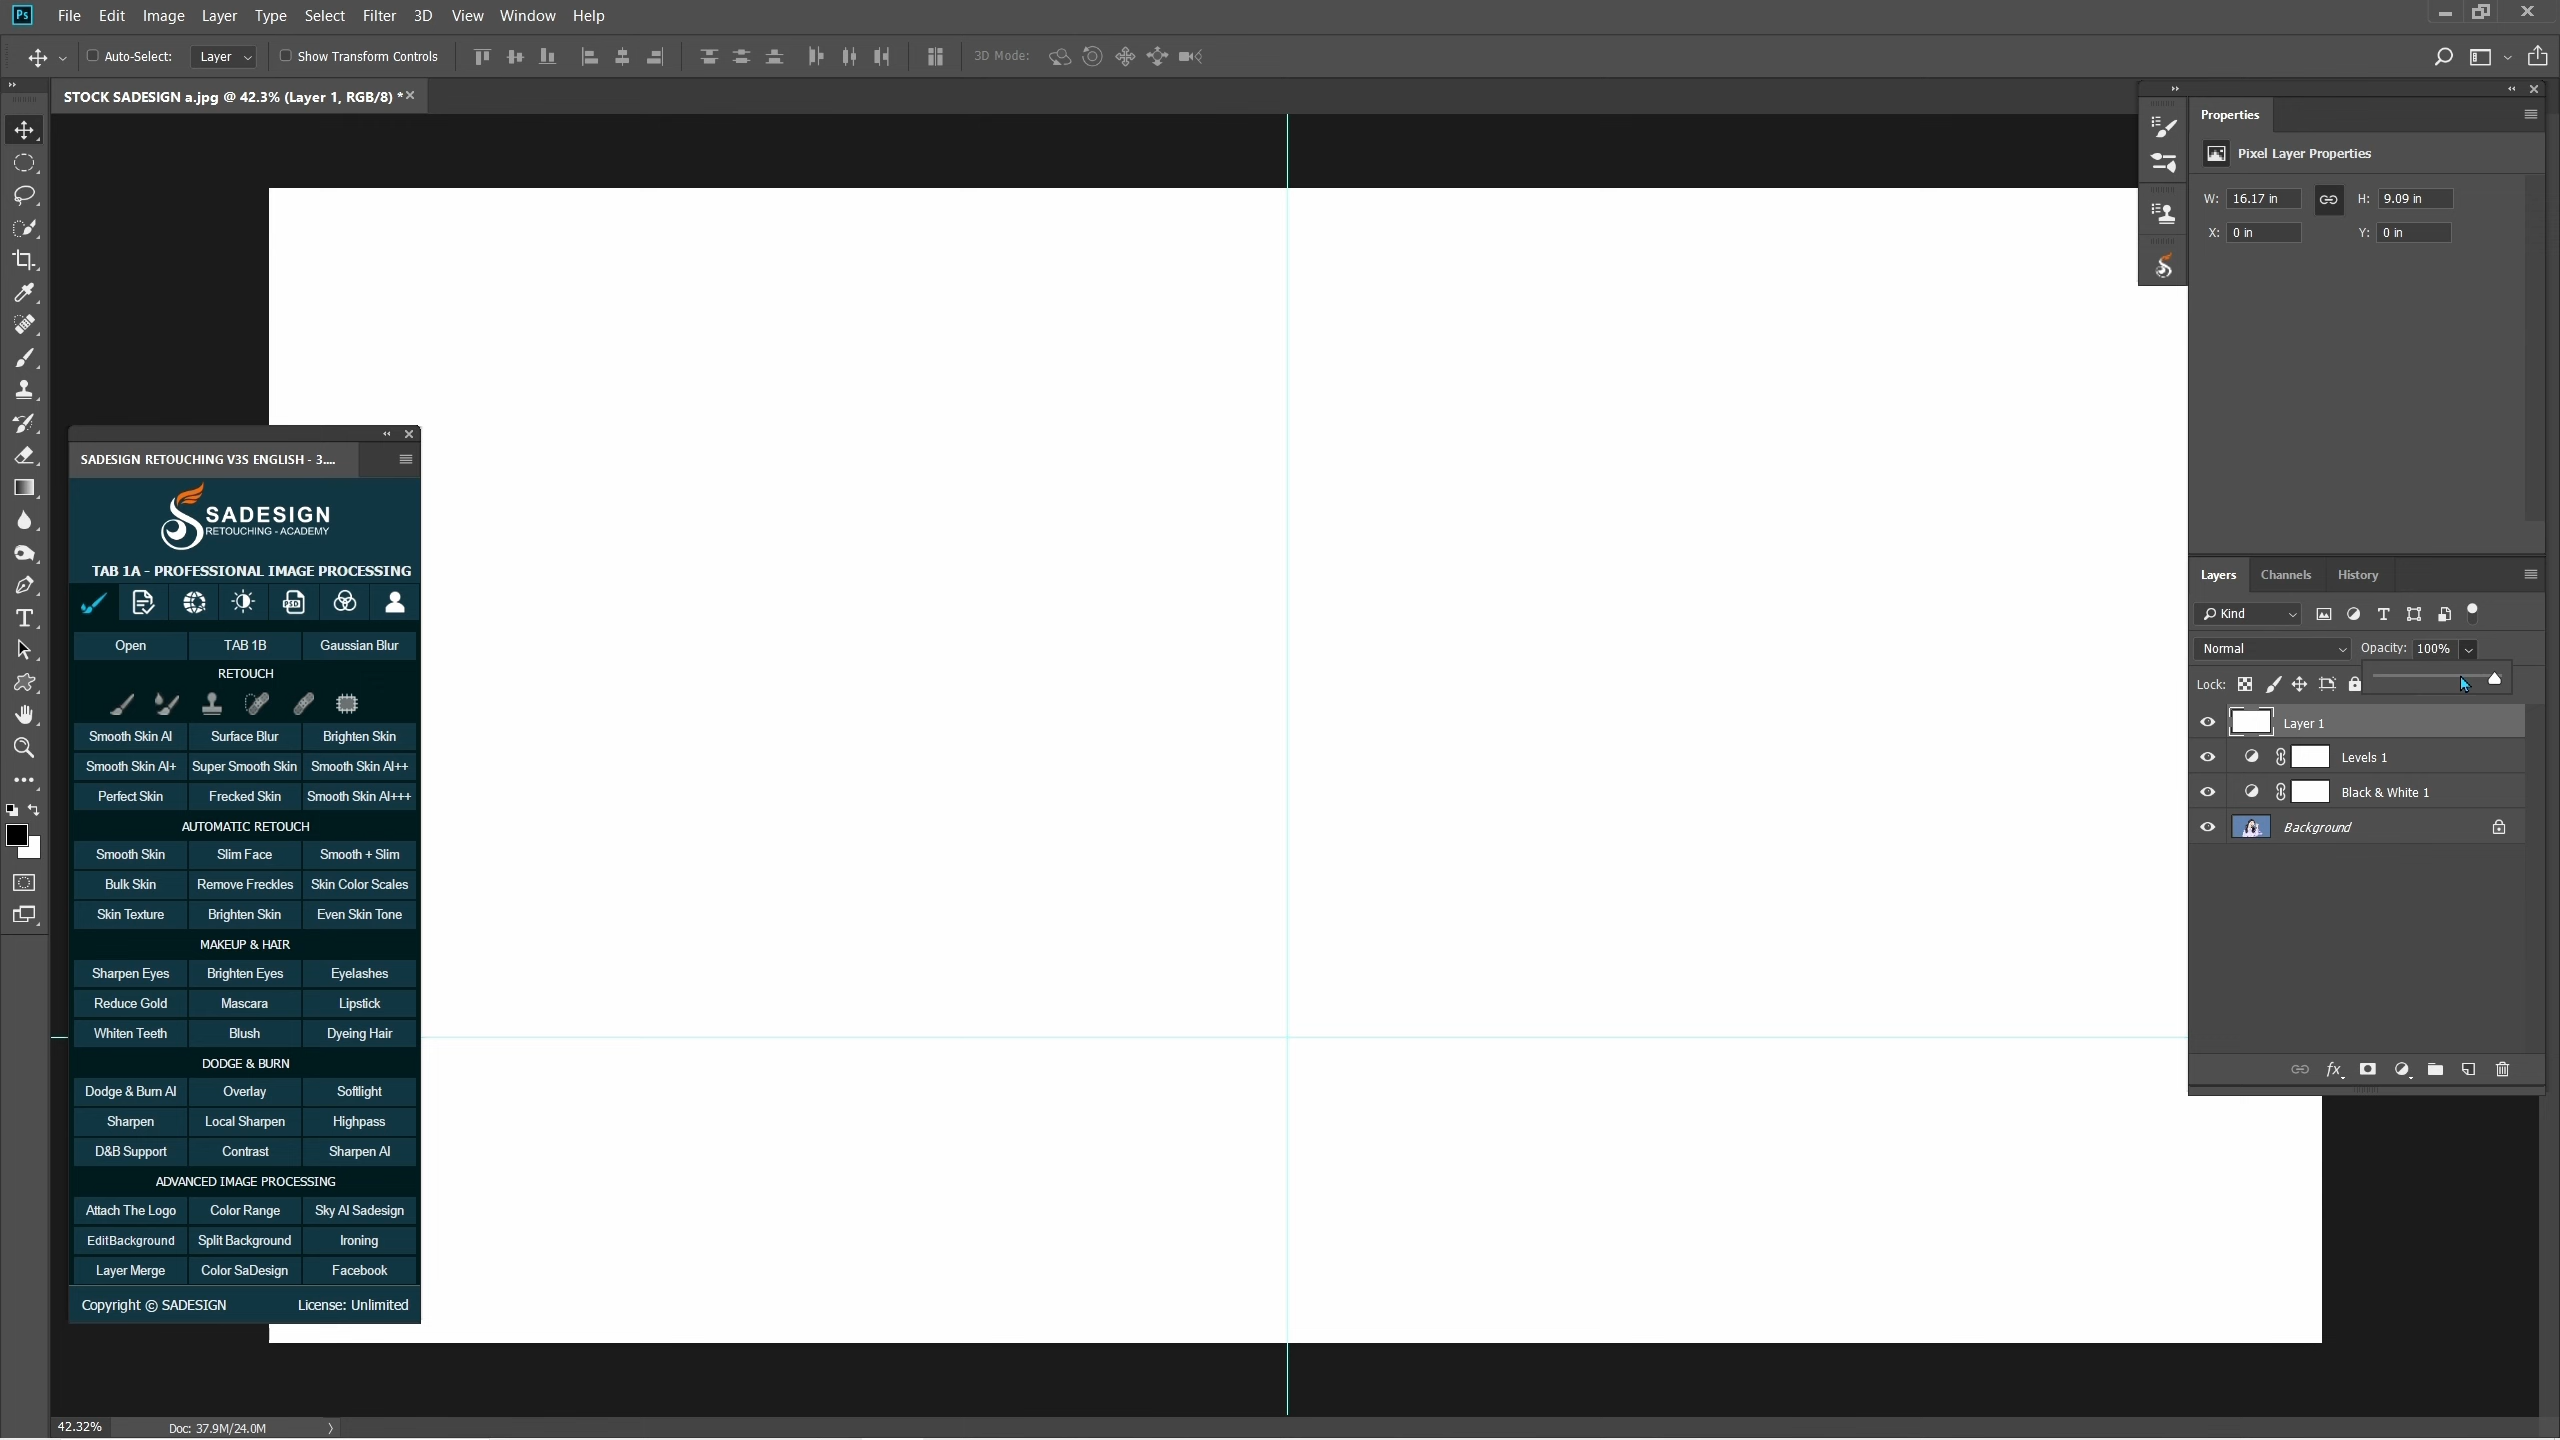 Ps File Edit Image Layer Type Select Filter 3D View Window Help
Auto-Select: Layer Show Transform Controls 3D Mode:
STOCK SADESIGN a.jpg @ 42.3% (Layer 1, RGB/8) *
Properties
Pixel Layer Properties
W: 16.17 in H: 9.09 in
X: 0 in Y: 0 in
SADESIGN RETOUCHING V3S ENGLISH - 3....
SADESIGN
RETOUCHING - ACADEMY
TAB 1A - PROFESSIONAL IMAGE PROCESSING
PSD
Open TAB 1B Gaussian Blur
RETOUCH
Smooth Skin AI Surface Blur Brighten Skin
Smooth Skin AI+ Super Smooth Skin Smooth Skin AI++
Perfect Skin Frecked Skin Smooth Skin AI+++
AUTOMATIC RETOUCH
Smooth Skin Slim Face Smooth + Slim
Bulk Skin Remove Freckles Skin Color Scales
Skin Texture Brighten Skin Even Skin Tone
MAKEUP & HAIR
Sharpen Eyes Brighten Eyes Eyelashes
Reduce Gold Mascara Lipstick
Whiten Teeth Blush Dyeing Hair
DODGE & BURN
Dodge & Burn AI Overlay Softlight
Sharpen Local Sharpen Highpass
D&B Support Contrast Sharpen AI
ADVANCED IMAGE PROCESSING
Attach The Logo Color Range Sky AI Sadesign
EditBackground Split Background Ironing
Layer Merge Color SaDesign Facebook
Copyright © SADESIGN License: Unlimited
Layers Channels History
Kind
Normal Opacity: 100%
Lock:
Layer 1
Levels 1
Black & White 1
Background
fx
42.32% Doc: 37.9M/24.0M